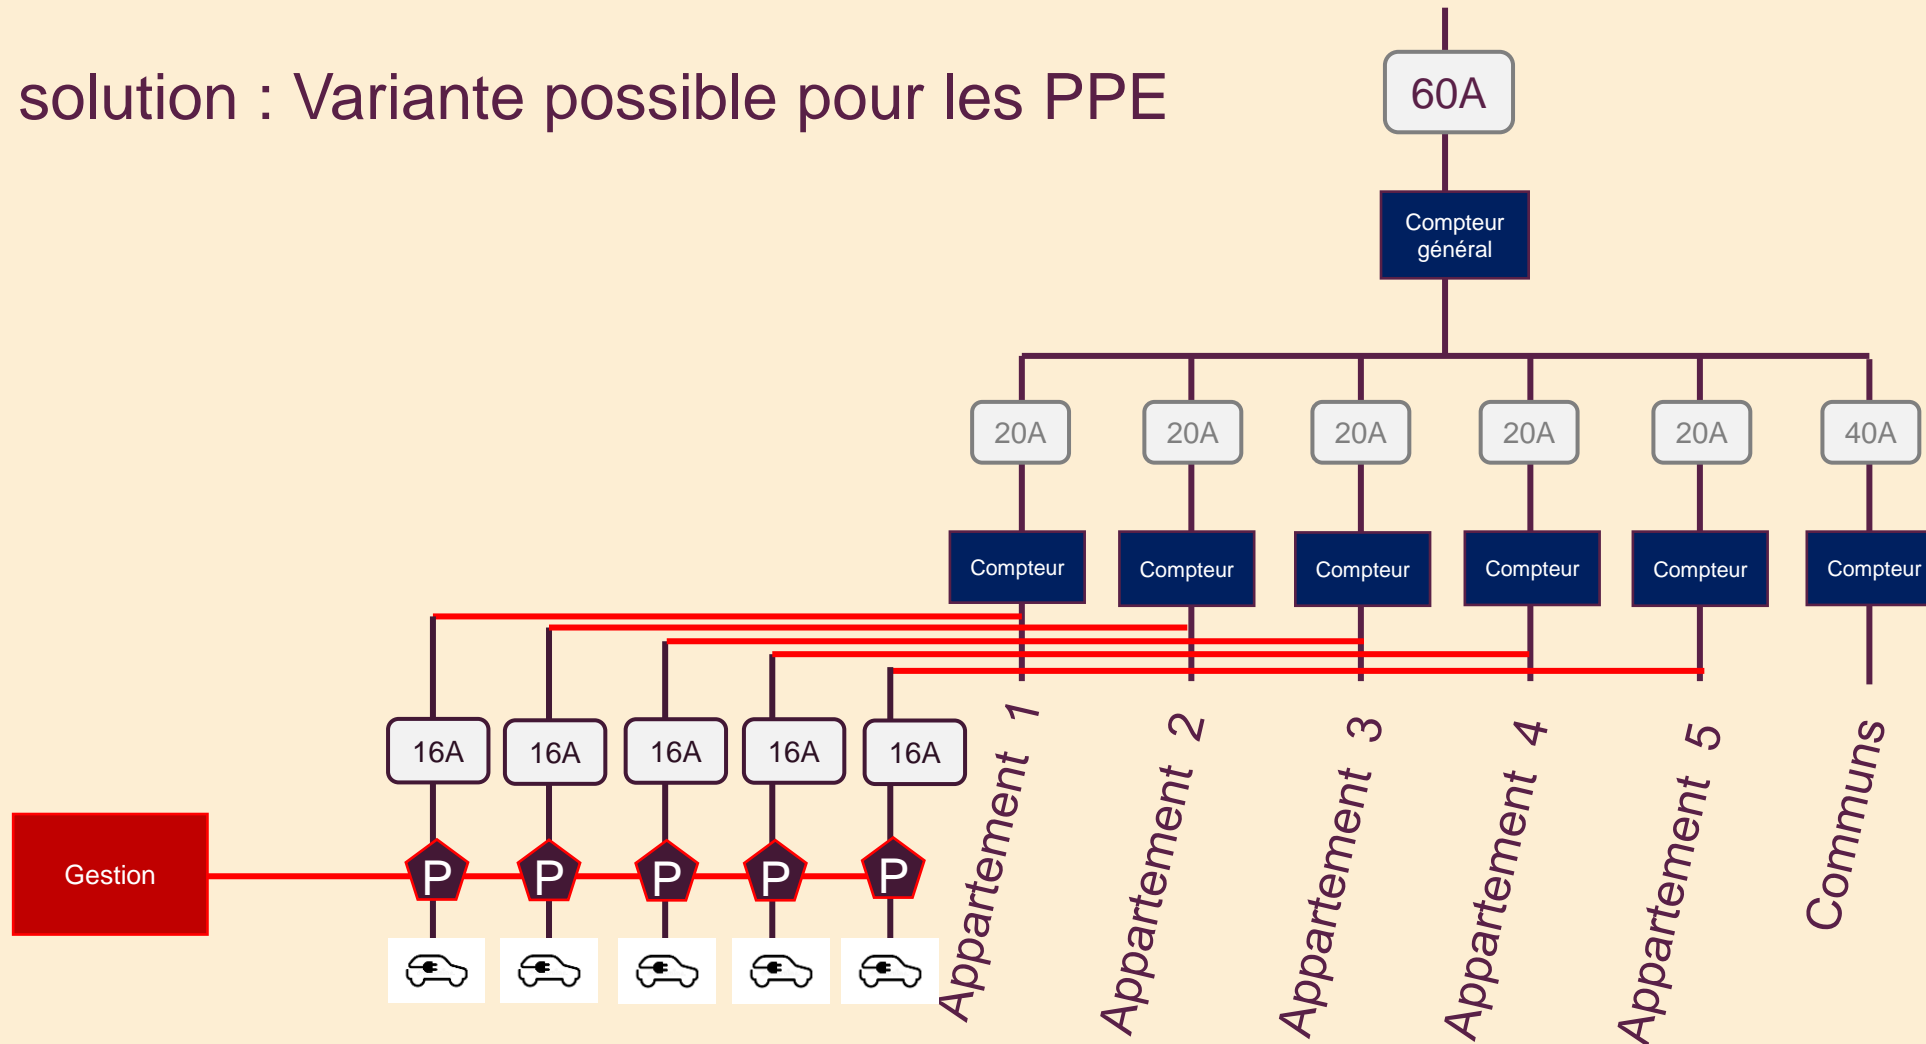 solution : Variante possible pour les PPE
60A
Compteur
général
20A
20A
20A
20A
20A
40A
Compteur
Compteur
Compteur
Compteur
Compteur
Compteur
16A
16A
16A
16A
16A
Appartement 1
Appartement 2
Appartement 3
Appartement 4
Appartement 5
Communs
Gestion
P
P
P
P
P